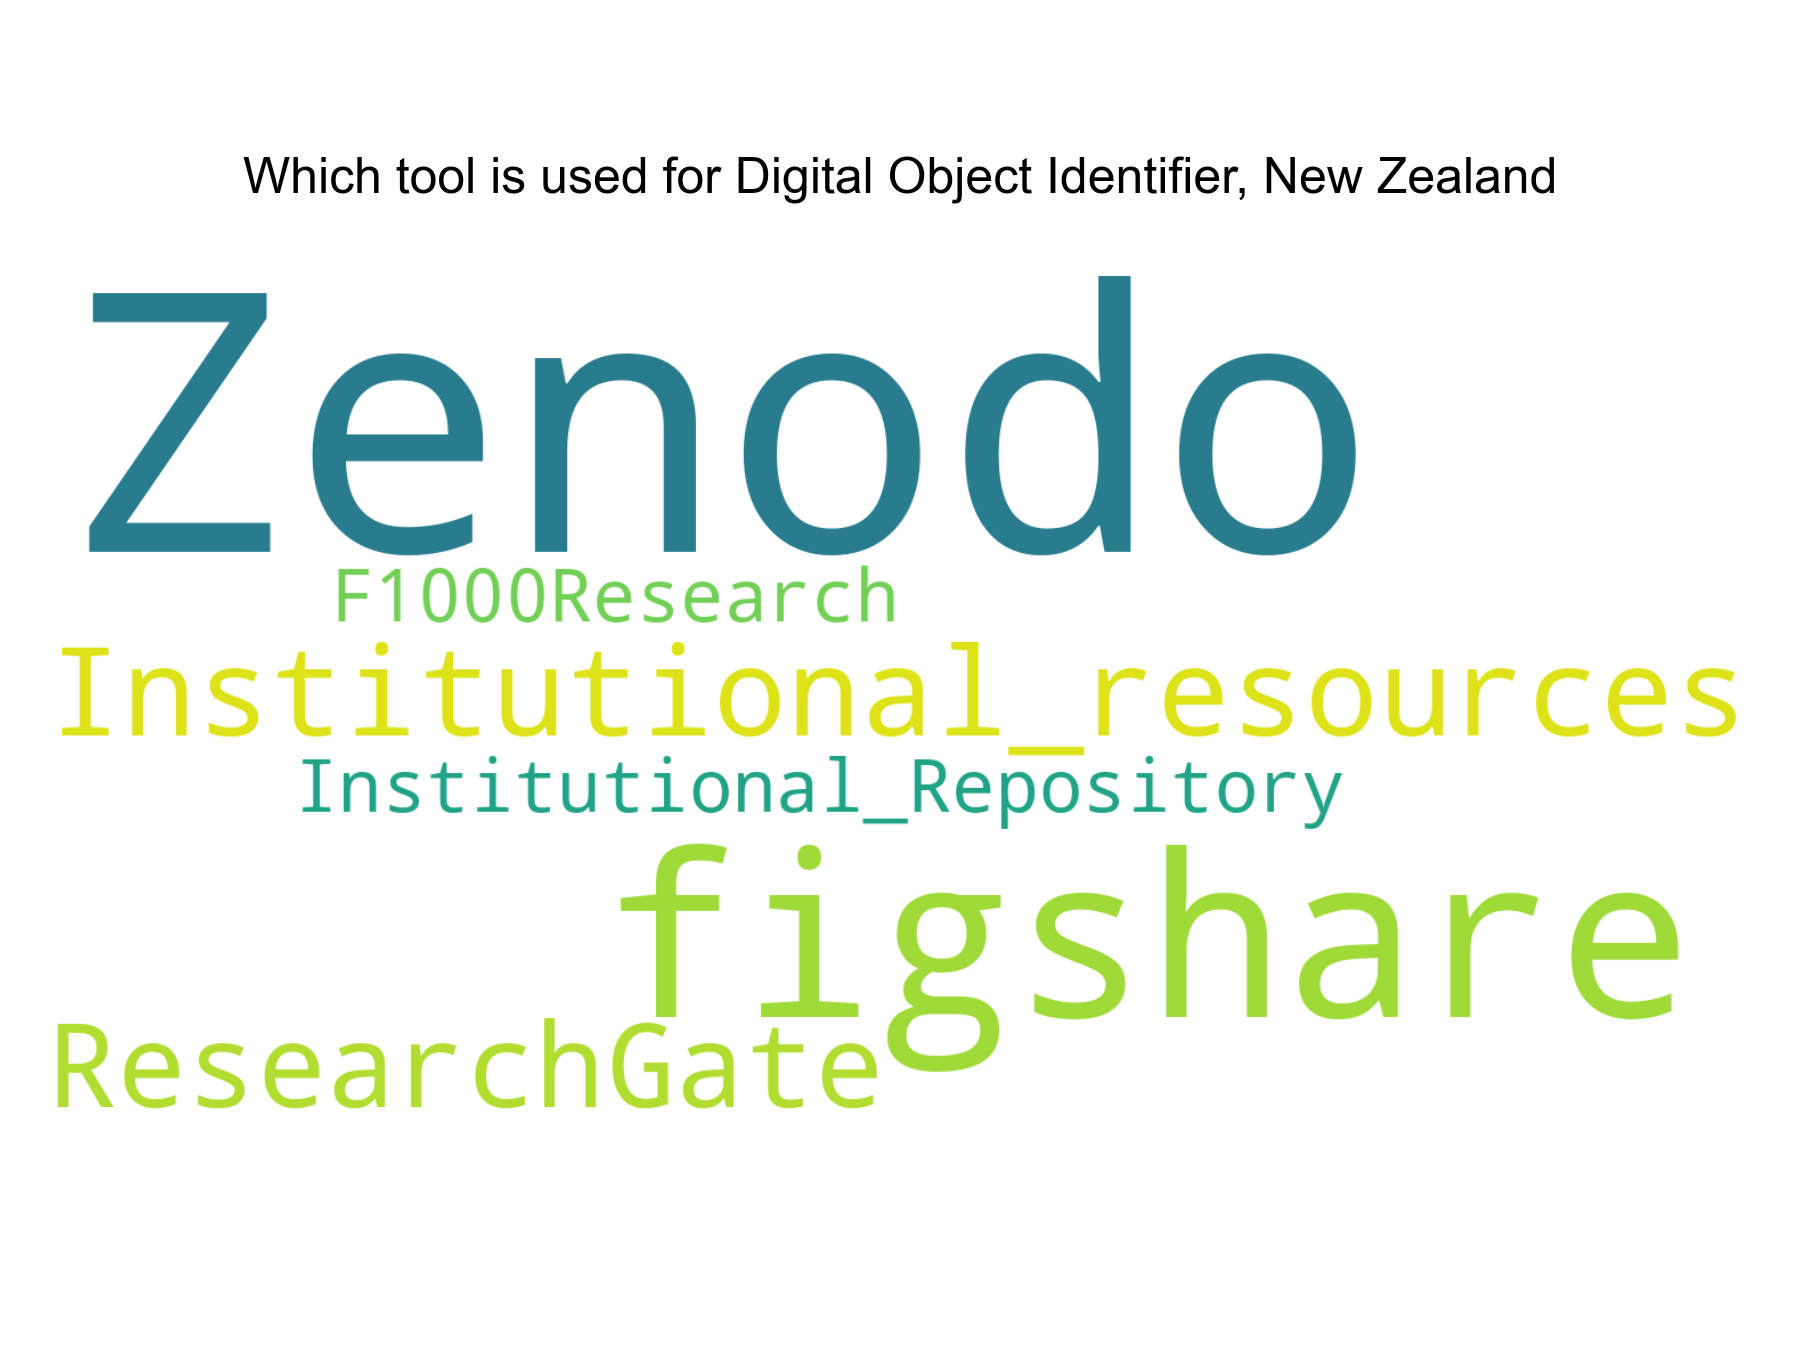 Which tool is used for Digital Object Identifier, New Zealand
Zenodo
F1000Research
Institutional_resources
Institutional_Repository
figshare
ResearchGate